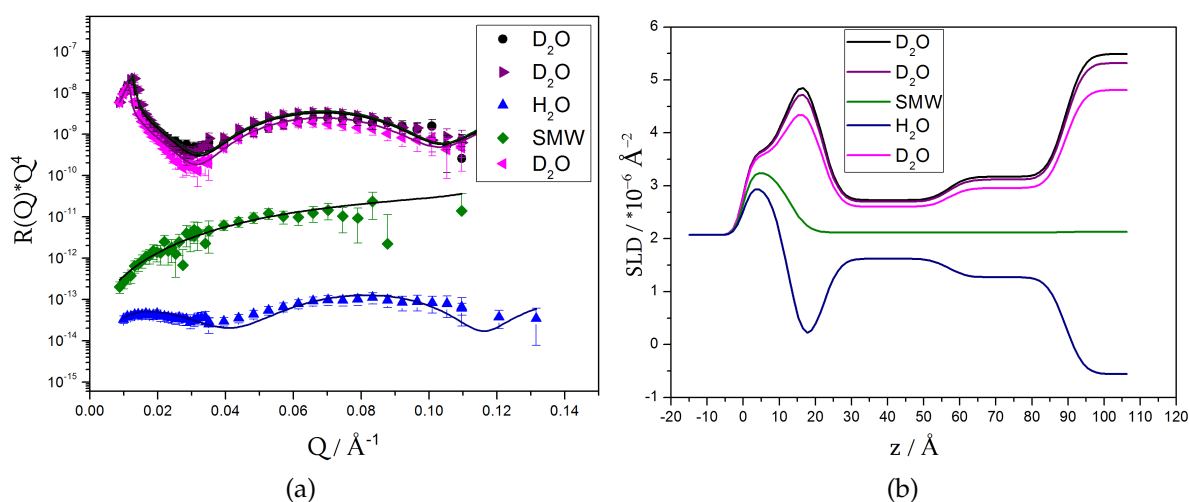 10⁻⁷
10⁻⁸
10⁻⁹
10⁻¹⁰
10⁻¹¹
10⁻¹²
10⁻¹³
10⁻¹⁴
10⁻¹⁵
R(Q)*Q⁴
D₂O
D₂O
H₂O
SMW
D₂O
0.00 0.02 0.04 0.06 0.08 0.10 0.12 0.14
Q / Å⁻¹
(a)
6
5
4
3
2
1
0
-1
SLD / *10⁻⁶ Å⁻²
D₂O
D₂O
SMW
H₂O
D₂O
-20 -10 0 10 20 30 40 50 60 70 80 90 100 110 120
z / Å
(b)